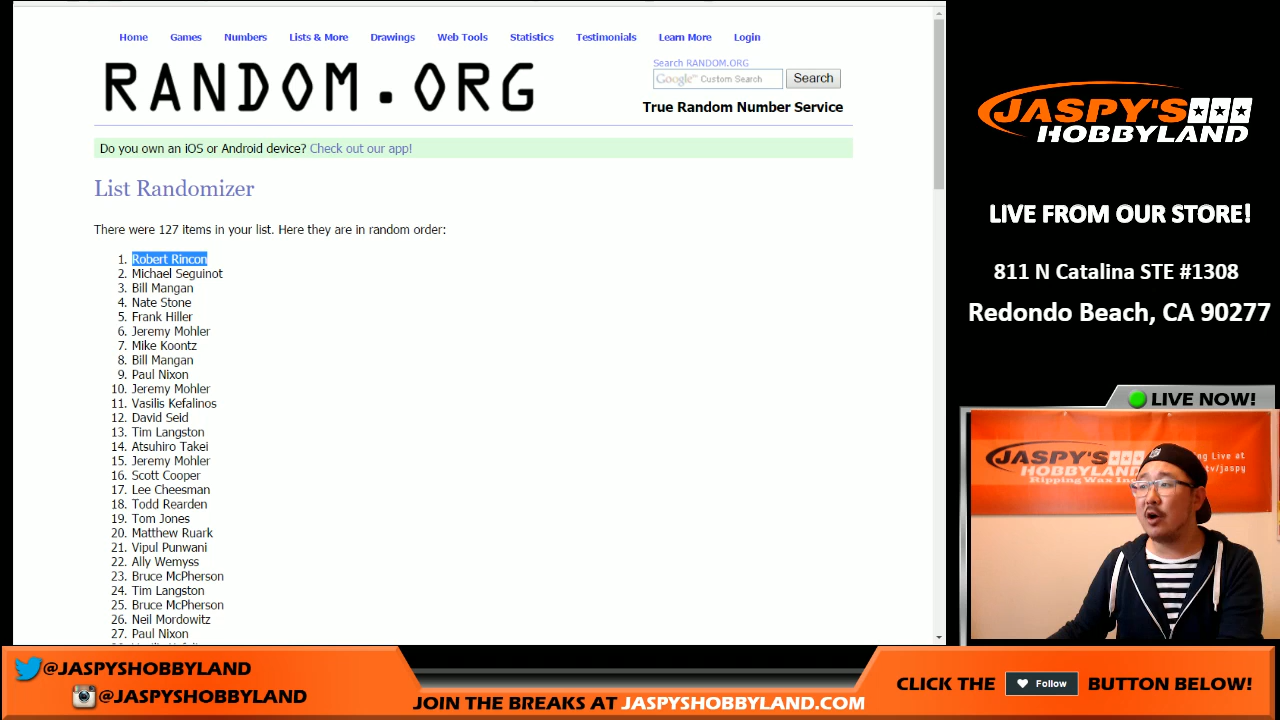 Home Games Numbers Lists & More Drawings Web Tools Statistics Testimonials Learn More Login
RANDOM.ORG
Search RANDOM.ORG
Google™ Custom Search Search
True Random Number Service
Do you own an iOS or Android device? Check out our app!
List Randomizer
There were 127 items in your list. Here they are in random order:
1. Robert Rincon
2. Michael Seguinot
3. Bill Mangan
4. Nate Stone
5. Frank Hiller
6. Jeremy Mohler
7. Mike Koontz
8. Bill Mangan
9. Paul Nixon
10. Jeremy Mohler
11. Vasilis Kefalinos
12. David Seid
13. Tim Langston
14. Atsuhiro Takei
15. Jeremy Mohler
16. Scott Cooper
17. Lee Cheesman
18. Todd Rearden
19. Tom Jones
20. Matthew Ruark
21. Vipul Punwani
22. Ally Wemyss
23. Bruce McPherson
24. Tim Langston
25. Bruce McPherson
26. Neil Mordowitz
27. Paul Nixon
JASPY'S
HOBBYLAND
LIVE FROM OUR STORE!
811 N Catalina STE #1308
Redondo Beach, CA 90277
LIVE NOW!
JASPY'S
HOBBYLAND
Ripping Wax
ng Live at
tv/jaspy
@JASPYSHOBBYLAND
@JASPYSHOBBYLAND
JOIN THE BREAKS AT JASPYSHOBBYLAND.COM
CLICK THE Follow BUTTON BELOW!